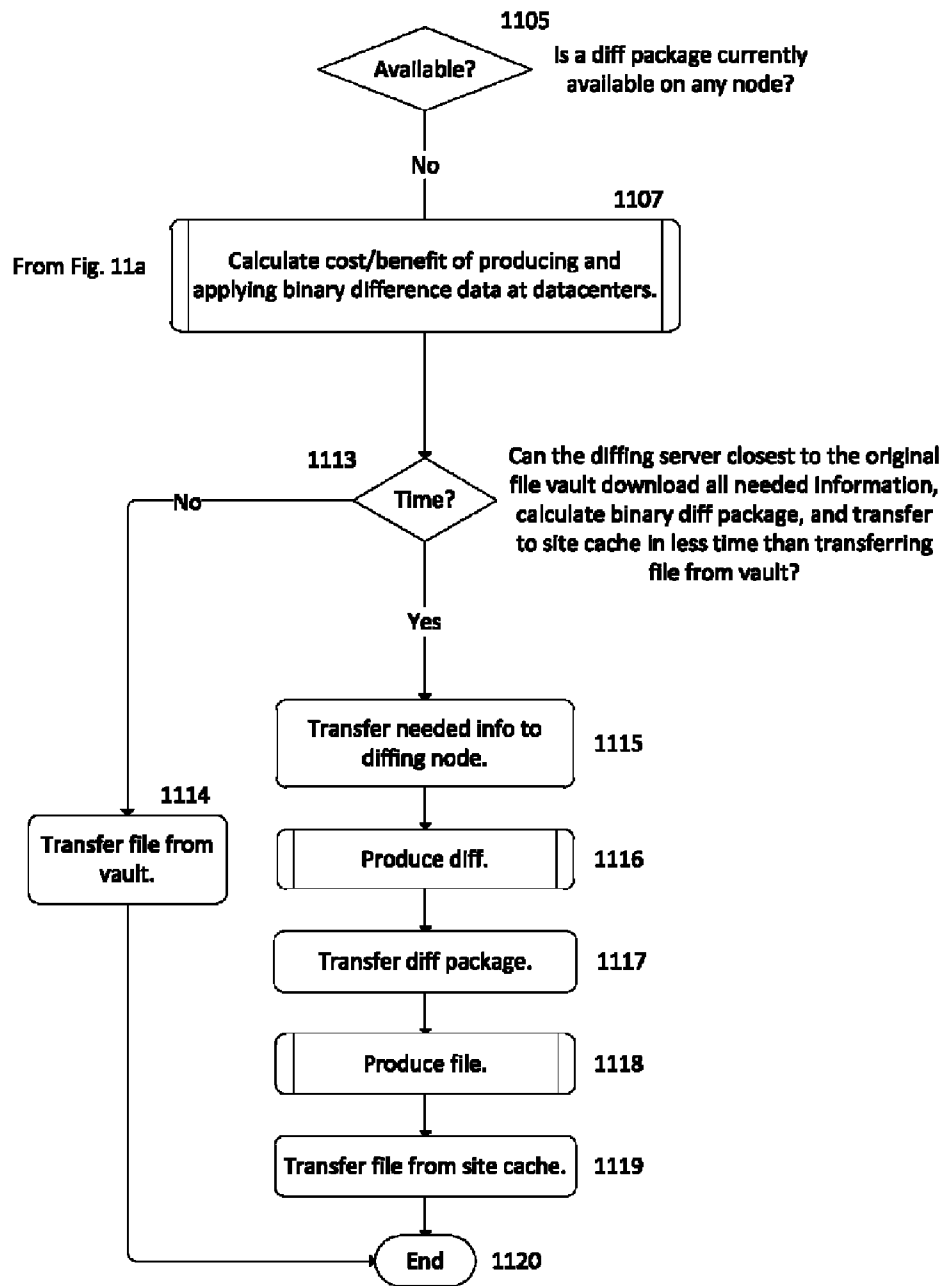 1105
Available?
Is a diff package currently
available on any node?
No
1107
From Fig. 11a
Calculate cost/benefit of producing and
applying binary difference data at datacenters.
1113
Time?
Can the diffing server closest to the original
file vault download all needed information,
calculate binary diff package, and transfer
to site cache in less time than transferring
file from vault?
No
Yes
Transfer needed info to
diffing node.
1115
1114
Transfer file from
vault.
Produce diff.
1116
Transfer diff package.
1117
Produce file.
1118
Transfer file from site cache.
1119
End
1120